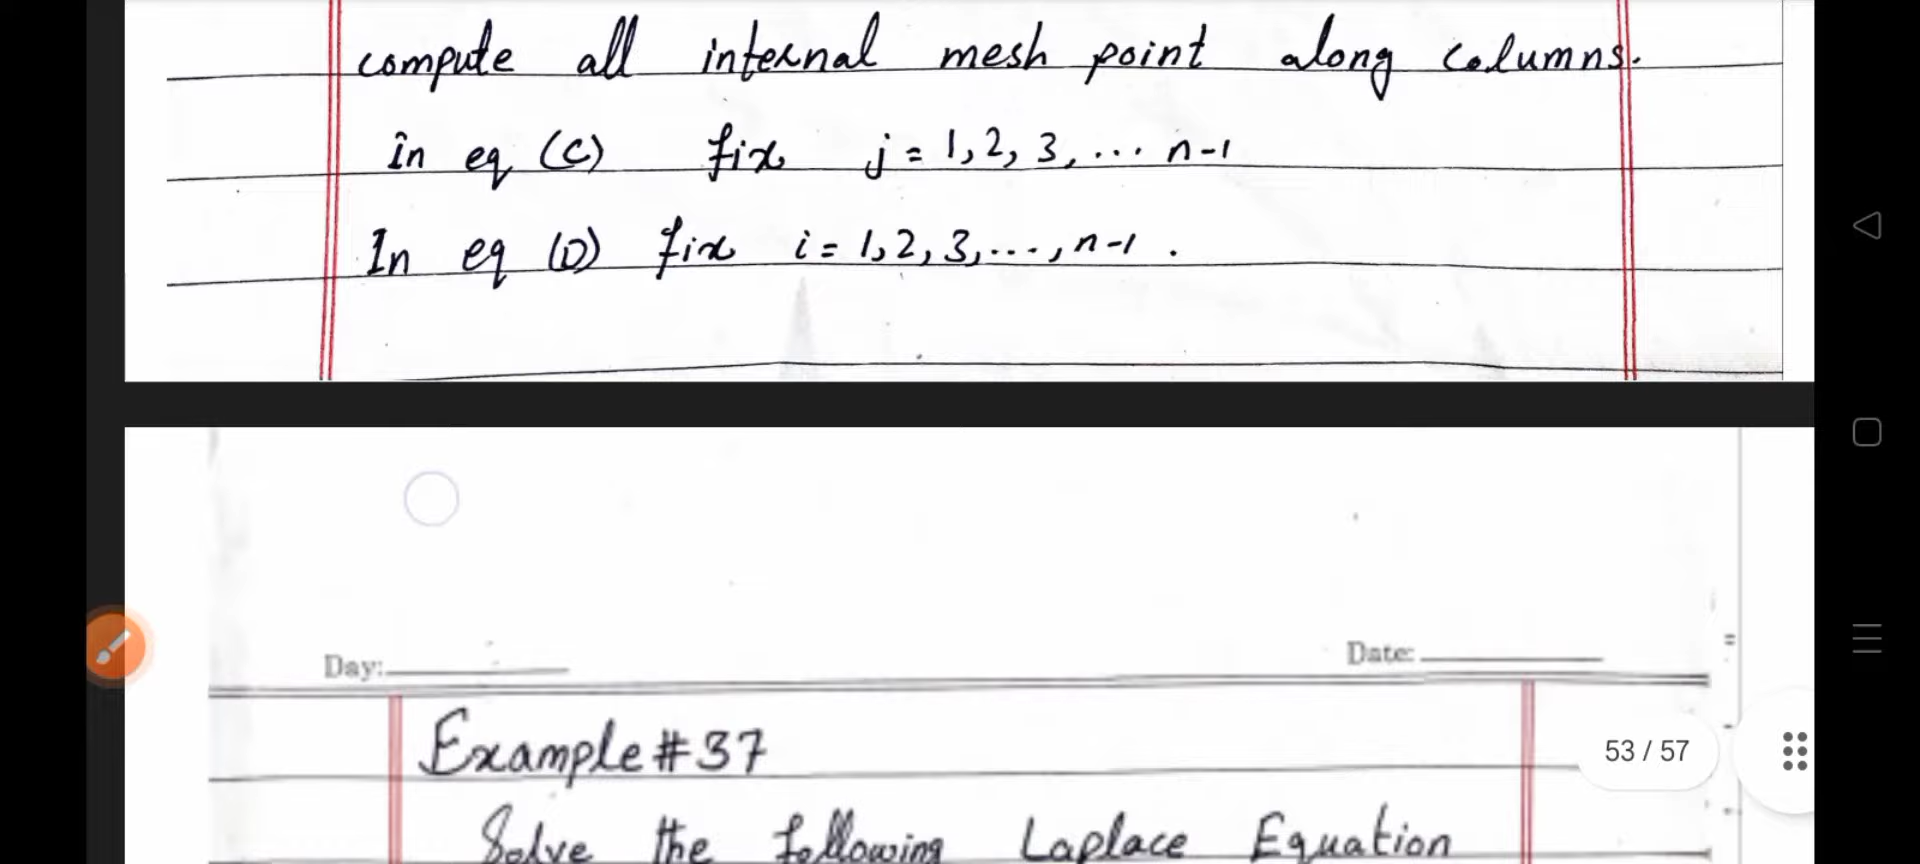 compute all internal mesh point along columns.
in eq (C) fix j = 1, 2, 3, ... n-1
In eq (D) fix i = 1, 2, 3, ..., n-1 .
Day:
Date:
Example # 37
53 / 57
Solve the following Laplace Equation